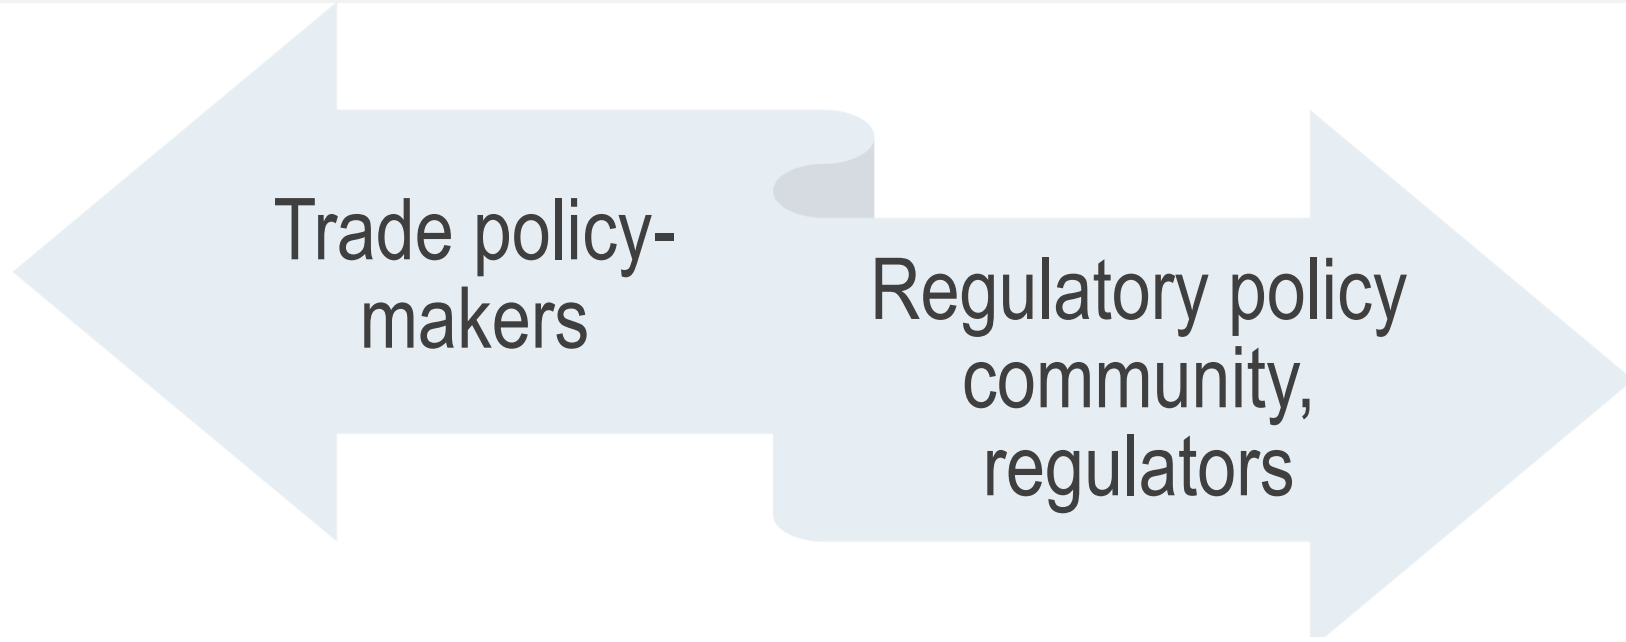 Trade policy-
makers
Regulatory policy
community,
regulators